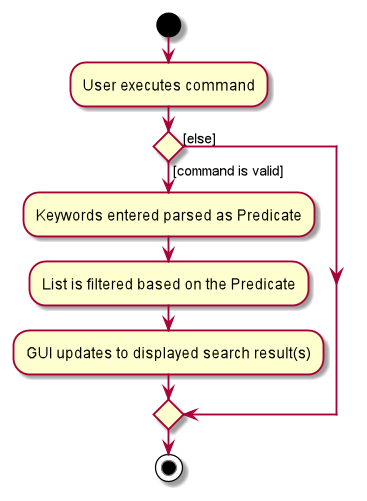 User executes command
[else]
[command is valid]
Keywords entered parsed as Predicate
List is filtered based on the Predicate
GUI updates to displayed search result(s)